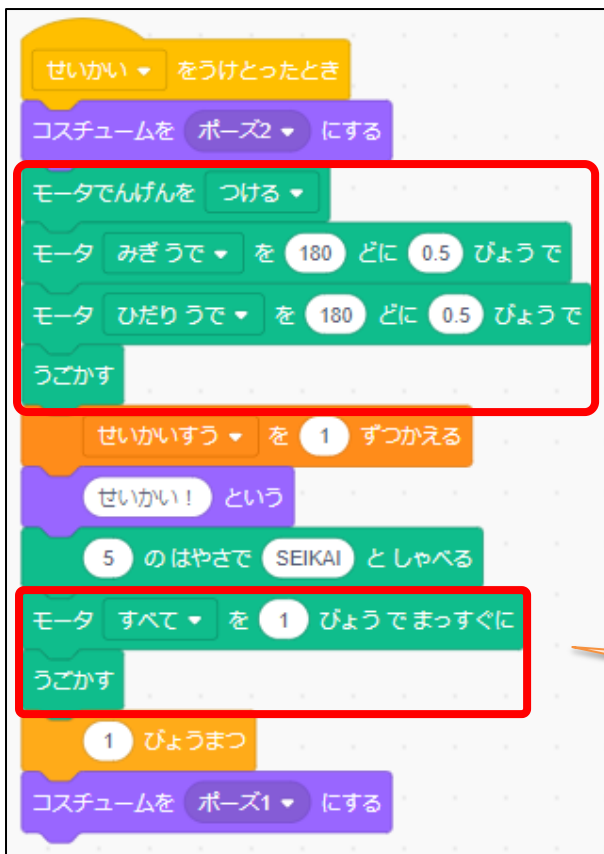 せいかい をうけとったとき
コスチュームを ポーズ2 にする
モータでんげんを つける
モータ みぎ うで を 180 どに 0.5 びょう で
モータ ひだり うで を 180 どに 0.5 びょう で
うごかす
せいかいすう を 1 ずつかえる
せいかい！ という
5 の はやさで SEIKAI と しゃべる
モータ すべて を 1 びょう で まっすぐに
うごかす
1 びょうまつ
コスチュームを ポーズ1 にする